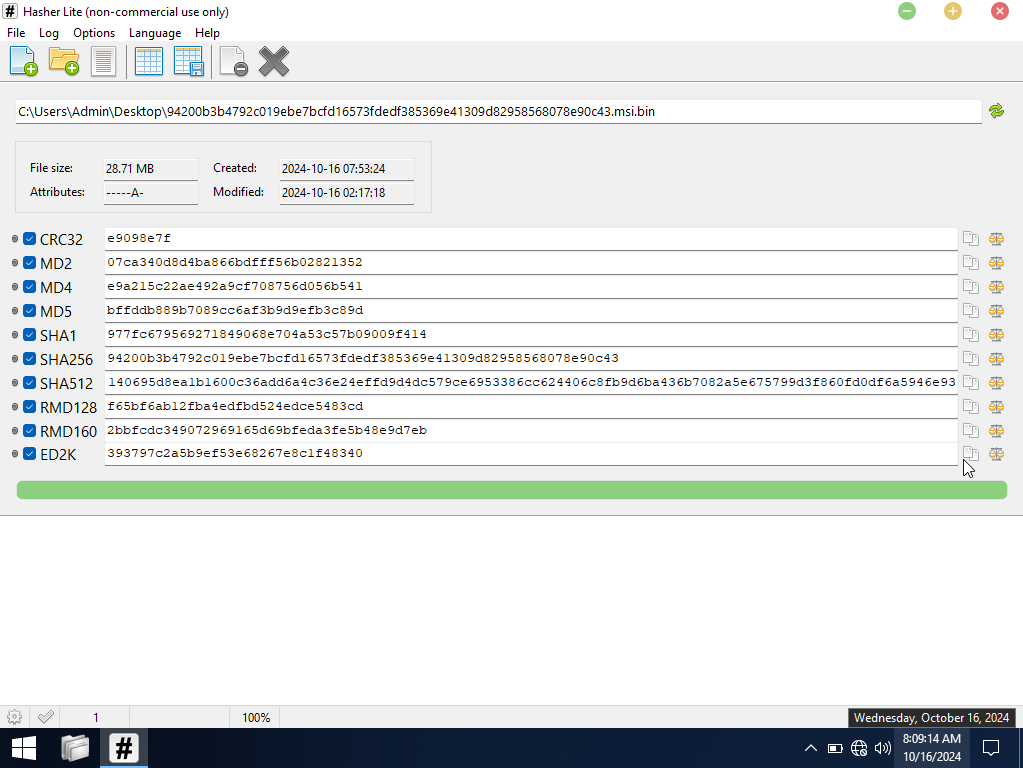 Hasher Lite (non-commercial use only)
File Log Options Language Help
C:\Users\Admin\Desktop\94200b3b4792c019ebe7bcfd16573fdedf385369e41309d82958568078e90c43.msi.bin
File size: 28.71 MB Created: 2024-10-16 07:53:24
Attributes: -----A- Modified: 2024-10-16 02:17:18
CRC32 e9098e7f
MD2 07ca340d8d4ba866bdfff56b02821352
MD4 e9a215c22ae492a9cf708756d056b541
MD5 bffddb889b7089cc6af3b9d9efb3c89d
SHA1 977fc679569271849068e704a53c57b09009f414
SHA256 94200b3b4792c019ebe7bcfd16573fdedf385369e41309d82958568078e90c43
SHA512 140695d8ea1b1600c36add6a4c36e24effd9d4dc579ce6953386cc624406c8fb9d6ba436b7082a5e675799d3f860fd0df6a5946e93
RMD128 f65bf6ab12fba4edfbd524edce5483cd
RMD160 2bbfcdc349072969165d69bfeda3fe5b48e9d7eb
ED2K 393797c2a5b9ef53e68267e8c1f48340
1 100%
Wednesday, October 16, 2024
8:09:14 AM
10/16/2024